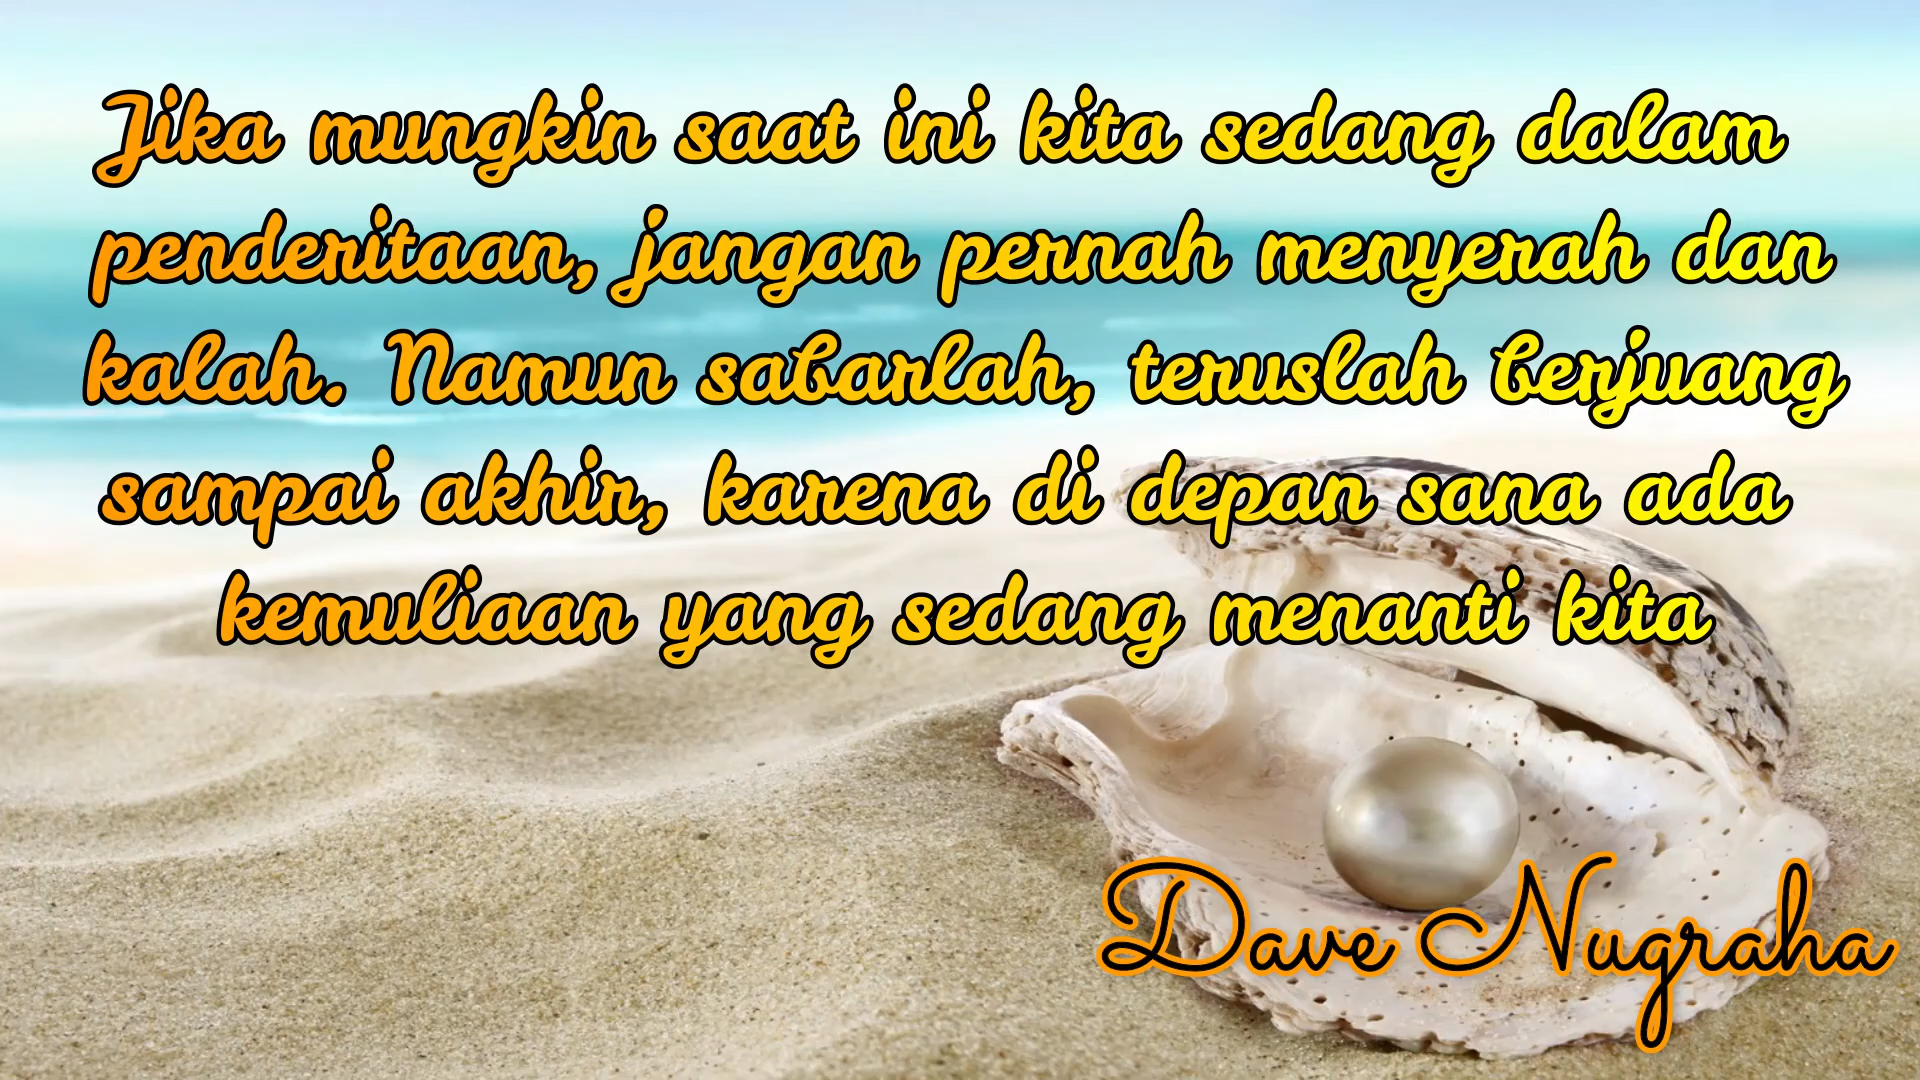 Jika mungkin saat ini kita sedang dalam
penderitaan, jangan pernah menyerah dan
kalah. Namun sabarlah, teruslah berjuang
sampai akhir, karena di depan sana ada
kemuliaan yang sedang menanti kita
Dave Nugraha